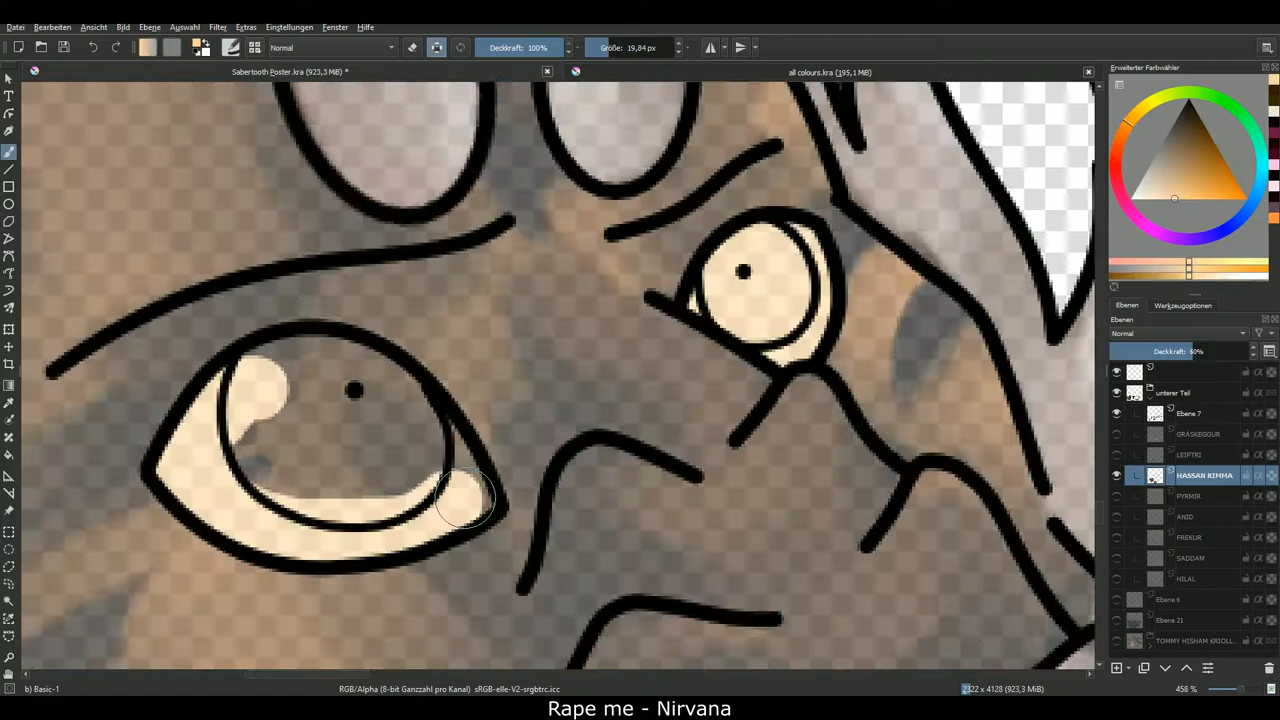 Datei Bearbeiten Ansicht Bild Ebene Auswahl Filter Extras Einstellungen Fenster Hilfe
Normal Deckkraft: 100% Größe: 19,84 px
Sabertooth Poster.kra (923,3 MiB) * all colours.kra (195,1 MiB)
Erweiterter Farbwähler
Ebenen Werkzeugoptionen
Ebenen
Normal
Deckkraft: 60%
unterer Teil
Ebene 7
GRÁSKEGGUR
LEIFTRI
HASSAN RIMMA
PYRMIR
ANID
FREKUR
SADDAM
HILAL
Ebene 6
Ebene 21
TOMMY HISHAM KRIOLL...
b) Basic-1 RGB/Alpha (8-bit Ganzzahl pro Kanal) sRGB-elle-V2-srgbtrc.icc 2322 x 4128 (923,3 MiB) 458 %
Rape me - Nirvana